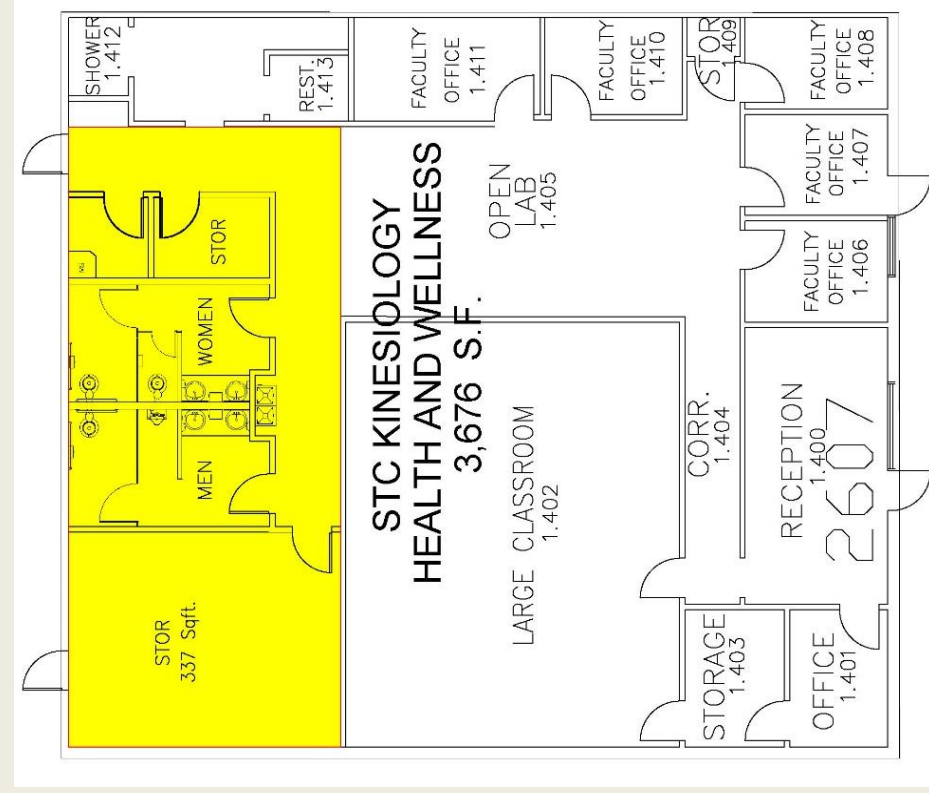 SHOWER
1.412
STOR
337 Sqft.
MEN
WOMEN
STOR
REST.
1.413
STC KINESIOLOGY
HEALTH AND WELLNESS
3,676 S.F.
FACULTY
OFFICE
1.411
OPEN
LAB
1.405
LARGE CLASSROOM
1.402
FACULTY
OFFICE
1.410
STORAGE
1.403
CORR.
1.404
STOR
1.409
OFFICE
1.401
RECEPTION
1.400
2607
FACULTY
OFFICE
1.406
FACULTY
OFFICE
1.407
FACULTY
OFFICE
1.408